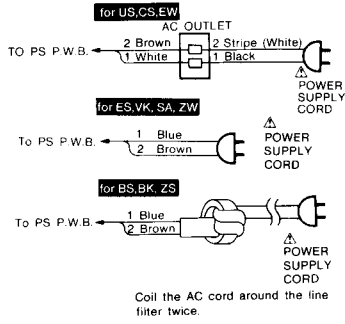 for US,CS,EW
AC OUTLET
TO PS P.W.B.
2 Brown
1 White
2 Stripe (White)
1 Black
POWER
SUPPLY
CORD
for ES,VK, SA, ZW
To PS P.W.B.
1 Blue
2 Brown
POWER
SUPPLY
CORD
for BS,BK, ZS
To PS P.W.B.
1 Blue
2 Brown
POWER
SUPPLY
CORD
Coil the AC cord around the line
filter twice.